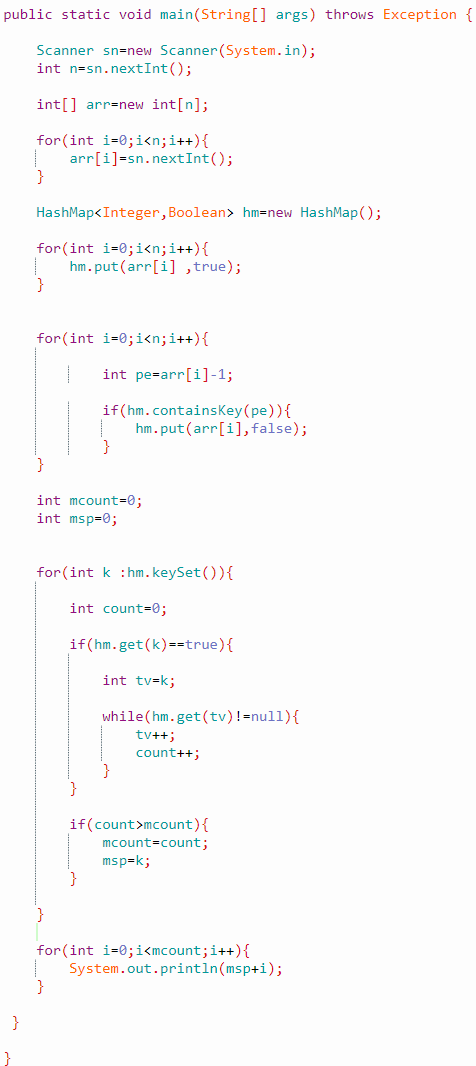 public static void main(String[] args) throws Exception {
Scanner sn=new Scanner(System.in);
int n=sn.nextInt();
int[] arr=new int[n];
for(int i=0;i<n;i++){
arr[i]=sn.nextInt();
}
HashMap<Integer,Boolean> hm=new HashMap();
for(int i=0;i<n;i++){
hm.put(arr[i] ,true);
}
for(int i=0;i<n;i++){
int pe=arr[i]-1;
if(hm.containsKey(pe)){
hm.put(arr[i],false);
}
}
int mcount=0;
int msp=0;
for(int k :hm.keySet()){
int count=0;
if(hm.get(k)==true){
int tv=k;
while(hm.get(tv)!=null){
tv++;
count++;
}
}
if(count>mcount){
mcount=count;
msp=k;
}
}
for(int i=0;i<mcount;i++){
System.out.println(msp+i);
}
}
}